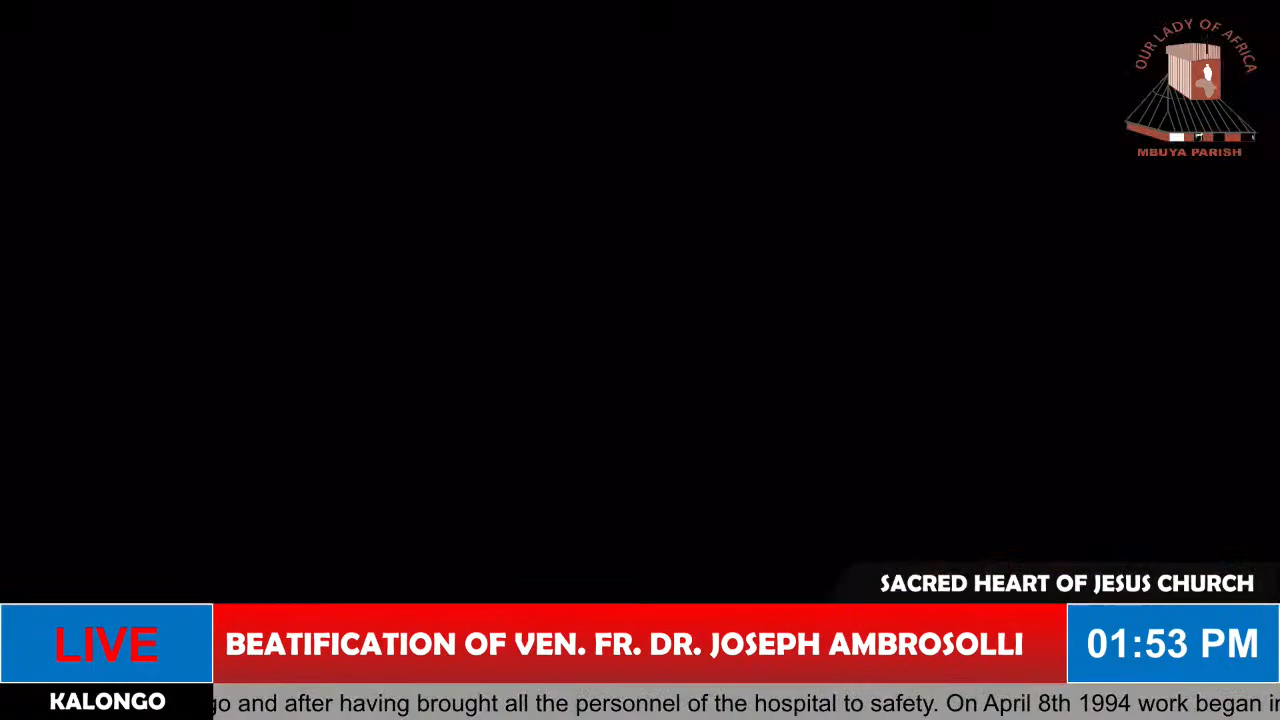 OUR LADY OF AFRICA
MBUYA PARISH
SACRED HEART OF JESUS CHURCH
LIVE
BEATIFICATION OF VEN. FR. DR. JOSEPH AMBROSOLLI
01:53 PM
KALONGO
go and after having brought all the personnel of the hospital to safety. On April 8th 1994 work began i